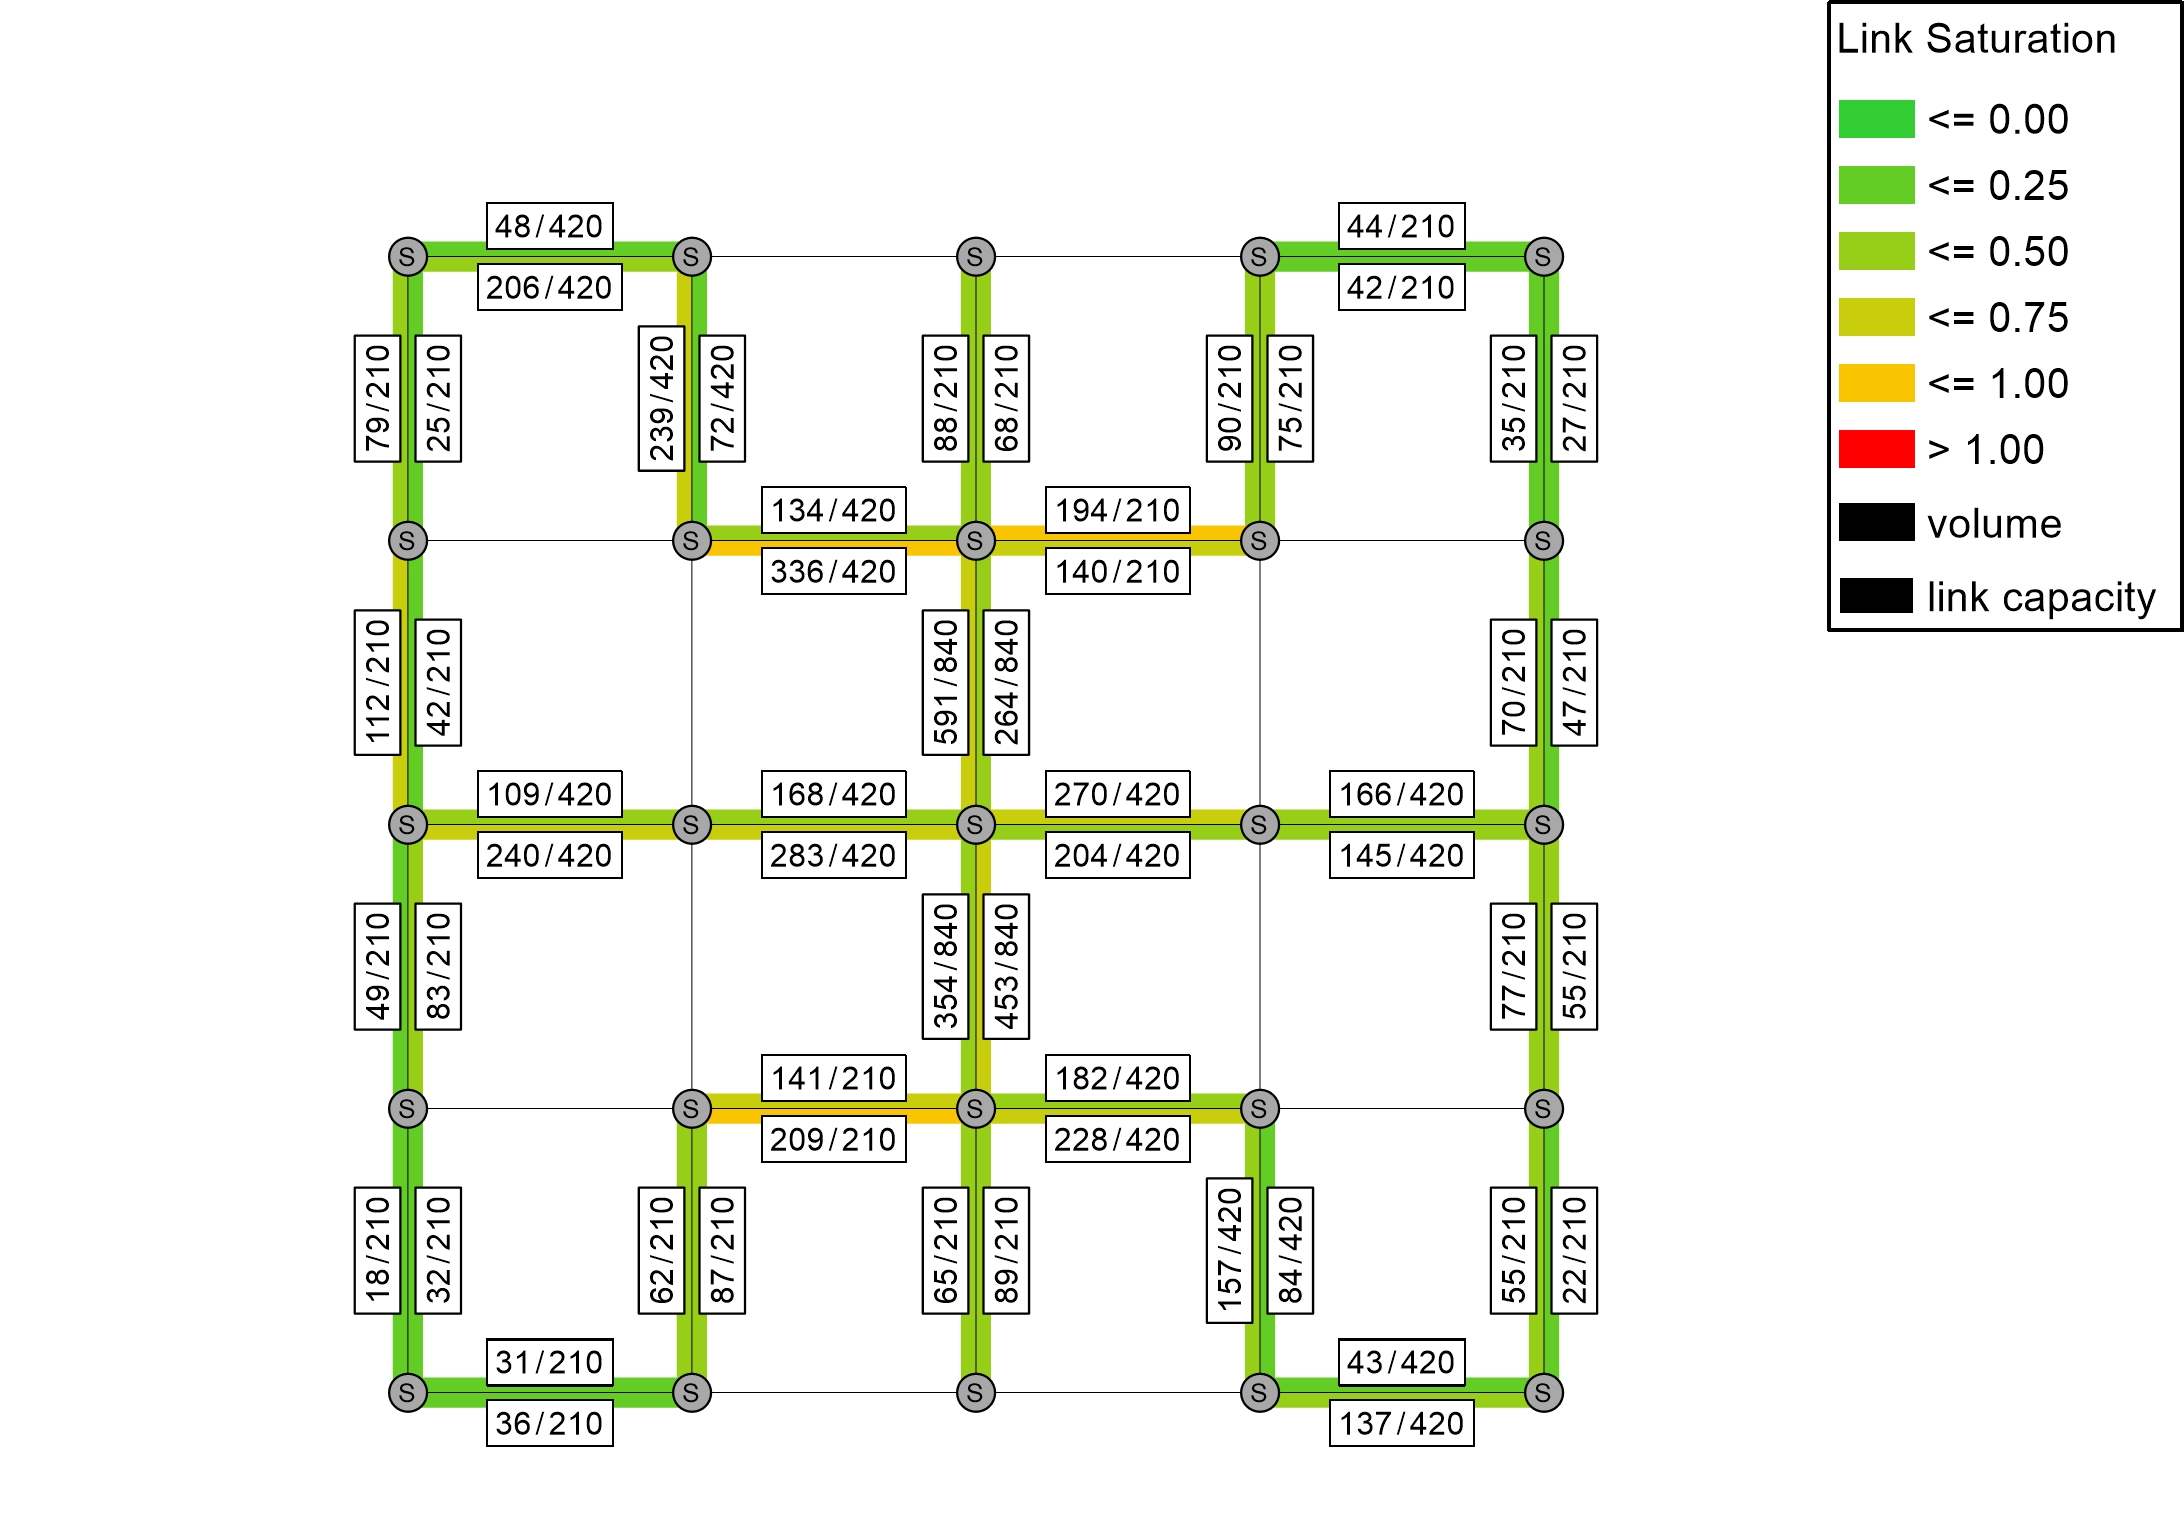 Link Saturation
<= 0.00
<= 0.25
<= 0.50
<= 0.75
<= 1.00
> 1.00
volume
link capacity
48/420
44/210
206/420
42/210
S
S
S
S
S
79/210
25/210
239/420
72/420
88/210
68/210
90/210
75/210
35/210
27/210
134/420
194/210
S
S
S
S
S
336/420
140/210
112/210
42/210
591/840
264/840
70/210
47/210
109/420
168/420
270/420
166/420
S
S
S
S
S
240/420
283/420
204/420
145/420
49/210
83/210
354/840
453/840
77/210
55/210
141/210
182/420
S
S
S
S
S
209/210
228/420
18/210
32/210
62/210
87/210
65/210
89/210
157/420
84/420
55/210
22/210
31/210
43/420
S
S
S
S
S
36/210
137/420